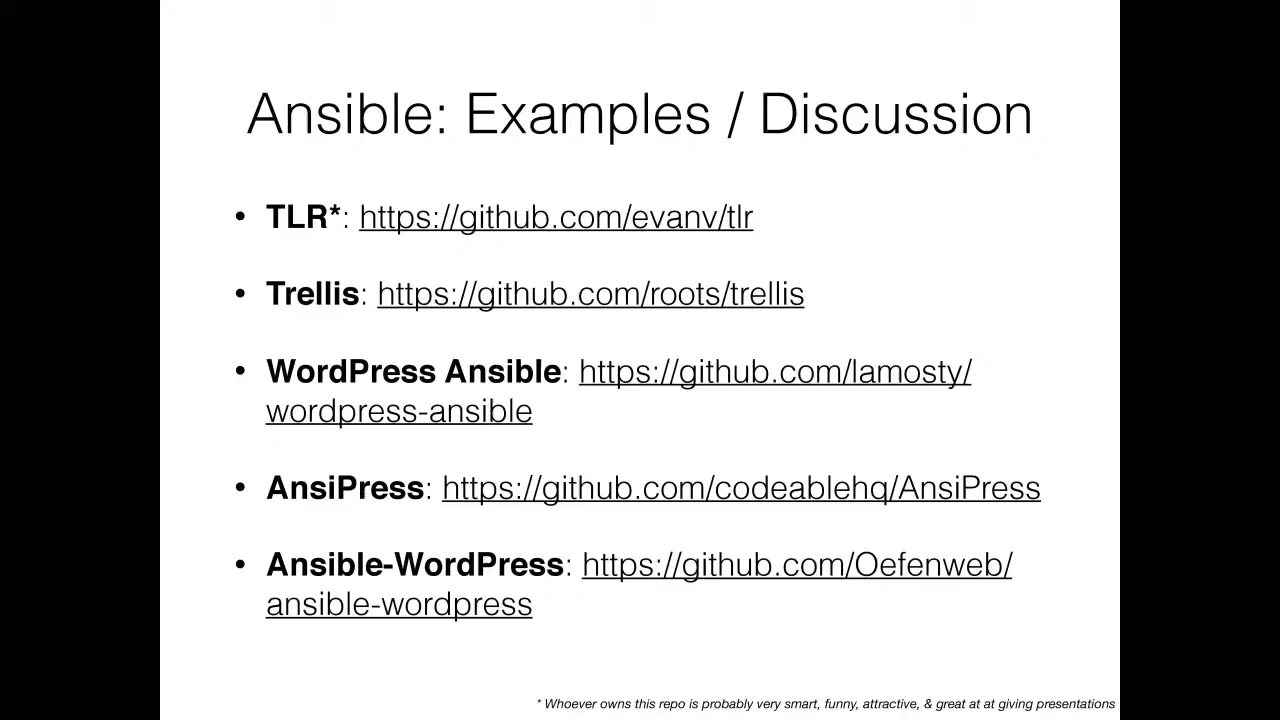 Ansible: Examples / Discussion
• TLR*: https://github.com/evanv/tlr
• Trellis: https://github.com/roots/trellis
• WordPress Ansible: https://github.com/lamosty/
wordpress-ansible
• AnsiPress: https://github.com/codeablehq/AnsiPress
• Ansible-WordPress: https://github.com/Oefenweb/
ansible-wordpress
* Whoever owns this repo is probably very smart, funny, attractive, & great at at giving presentations